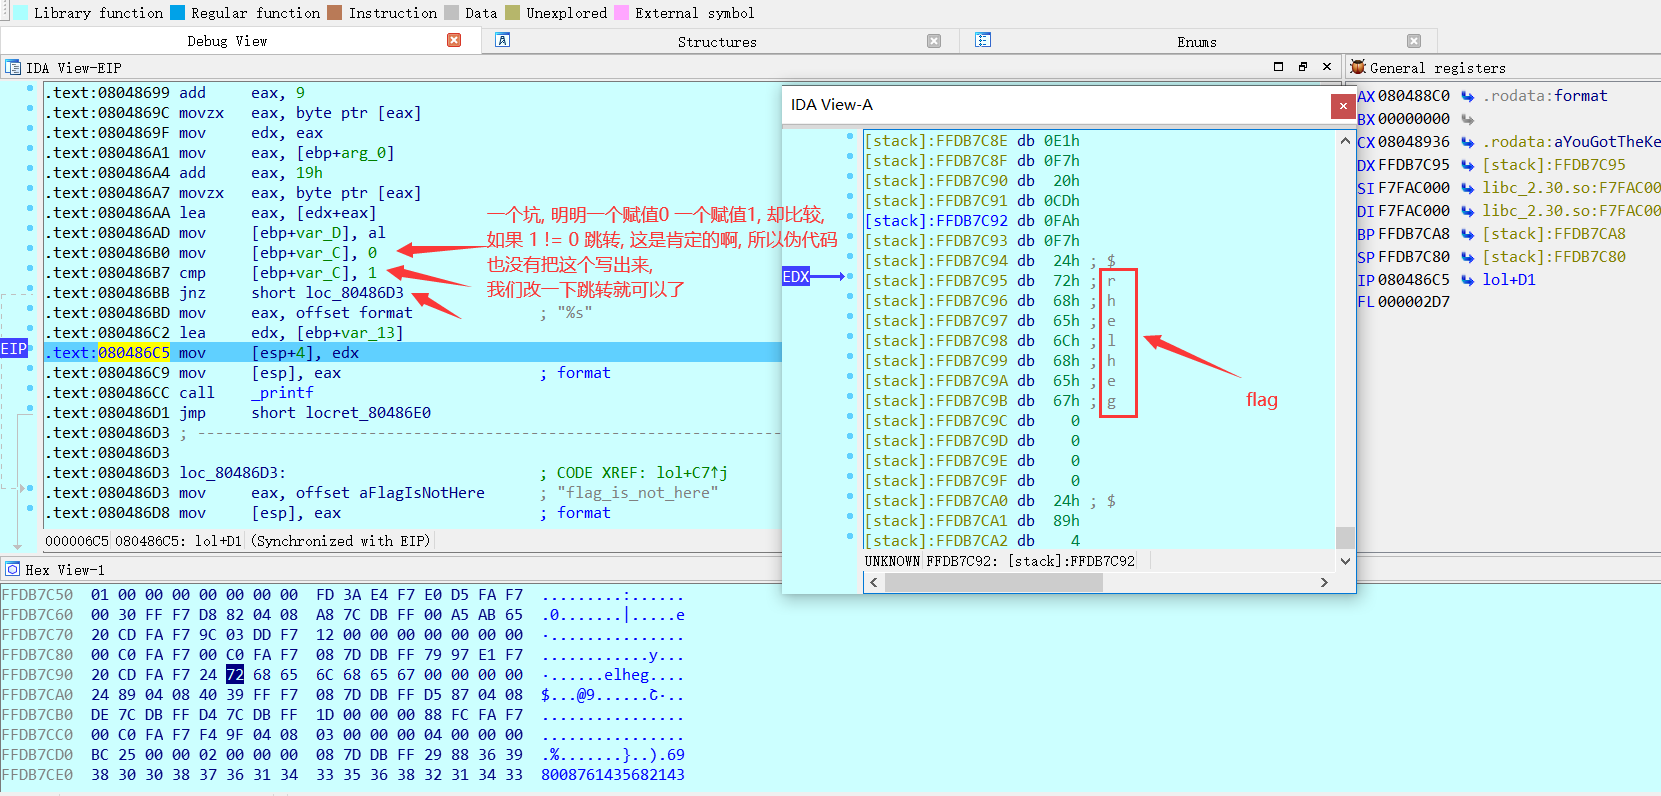 Library function  Regular function  Instruction  Data  Unexplored  External symbol
Debug View  Structures  Enums
IDA View-EIP
.text:08048699 add     eax, 9
.text:0804869C movzx   eax, byte ptr [eax]
.text:0804869F mov     edx, eax
.text:080486A1 mov     eax, [ebp+arg_0]
.text:080486A4 add     eax, 19h
.text:080486A7 movzx   eax, byte ptr [eax]
.text:080486AA lea     eax, [edx+eax]
.text:080486AD mov     [ebp+var_D], al
.text:080486B0 mov     [ebp+var_C], 0
.text:080486B7 cmp     [ebp+var_C], 1
.text:080486BB jnz     short loc_80486D3
.text:080486BD mov     eax, offset format              ; "%s"
.text:080486C2 lea     edx, [ebp+var_13]
EIP .text:080486C5 mov     [esp+4], edx
.text:080486C9 mov     [esp], eax                      ; format
.text:080486CC call    _printf
.text:080486D1 jmp     short locret_80486E0
.text:080486D3 ; ---------------------------------------------------------------
.text:080486D3
.text:080486D3 loc_80486D3:                            ; CODE XREF: lol+C7↑j
.text:080486D3 mov     eax, offset aFlagIsNotHere      ; "flag_is_not_here"
.text:080486D8 mov     [esp], eax                      ; format
000006C5 080486C5: lol+D1 (Synchronized with EIP)
一个坑, 明明一个赋值0 一个赋值1, 却比较,
如果 1 != 0 跳转, 这是肯定的啊, 所以伪代码
也没有把这个写出来,
我们改一下跳转就可以了
IDA View-A
[stack]:FFDB7C8E db 0E1h
[stack]:FFDB7C8F db 0F7h
[stack]:FFDB7C90 db  20h
[stack]:FFDB7C91 db 0CDh
[stack]:FFDB7C92 db 0FAh
[stack]:FFDB7C93 db 0F7h
[stack]:FFDB7C94 db  24h ; $
EDX [stack]:FFDB7C95 db  72h ; r
[stack]:FFDB7C96 db  68h ; h
[stack]:FFDB7C97 db  65h ; e
[stack]:FFDB7C98 db  6Ch ; l
[stack]:FFDB7C99 db  68h ; h
[stack]:FFDB7C9A db  65h ; e
[stack]:FFDB7C9B db  67h ; g
[stack]:FFDB7C9C db    0
[stack]:FFDB7C9D db    0
[stack]:FFDB7C9E db    0
[stack]:FFDB7C9F db    0
[stack]:FFDB7CA0 db  24h ; $
[stack]:FFDB7CA1 db  89h
[stack]:FFDB7CA2 db    4
UNKNOWN FFDB7C92: [stack]:FFDB7C92
flag
General registers
AX 080488C0 .rodata:format
BX 00000000
CX 08048936 .rodata:aYouGotTheKe
DX FFDB7C95 [stack]:FFDB7C95
SI F7FAC000 libc_2.30.so:F7FAC00
DI F7FAC000 libc_2.30.so:F7FAC00
BP FFDB7CA8 [stack]:FFDB7CA8
SP FFDB7C80 [stack]:FFDB7C80
IP 080486C5 lol+D1
FL 000002D7
Hex View-1
FFDB7C50  01 00 00 00 00 00 00 00  FD 3A E4 F7 E0 D5 FA F7  .........:......
FFDB7C60  00 30 FF F7 D8 82 04 08  A8 7C DB FF 00 A5 AB 65  .0.......|.....e
FFDB7C70  20 CD FA F7 9C 03 DD F7  12 00 00 00 00 00 00 00  ................
FFDB7C80  00 C0 FA F7 00 C0 FA F7  08 7D DB FF 79 97 E1 F7  ............y...
FFDB7C90  20 CD FA F7 24 72 68 65  6C 68 65 67 00 00 00 00  .......elheg....
FFDB7CA0  24 89 04 08 40 39 FF F7  08 7D DB FF D5 87 04 08
FFDB7CB0  DE 7C DB FF D4 7C DB FF  1D 00 00 00 88 FC FA F7  ................
FFDB7CC0  00 C0 FA F7 F4 9F 04 08  03 00 00 00 04 00 00 00  ................
FFDB7CD0  BC 25 00 00 02 00 00 00  08 7D DB FF 29 88 36 39  .%.......}..).69
FFDB7CE0  38 30 30 38 37 36 31 34  33 35 36 38 32 31 34 33  8008761435682143